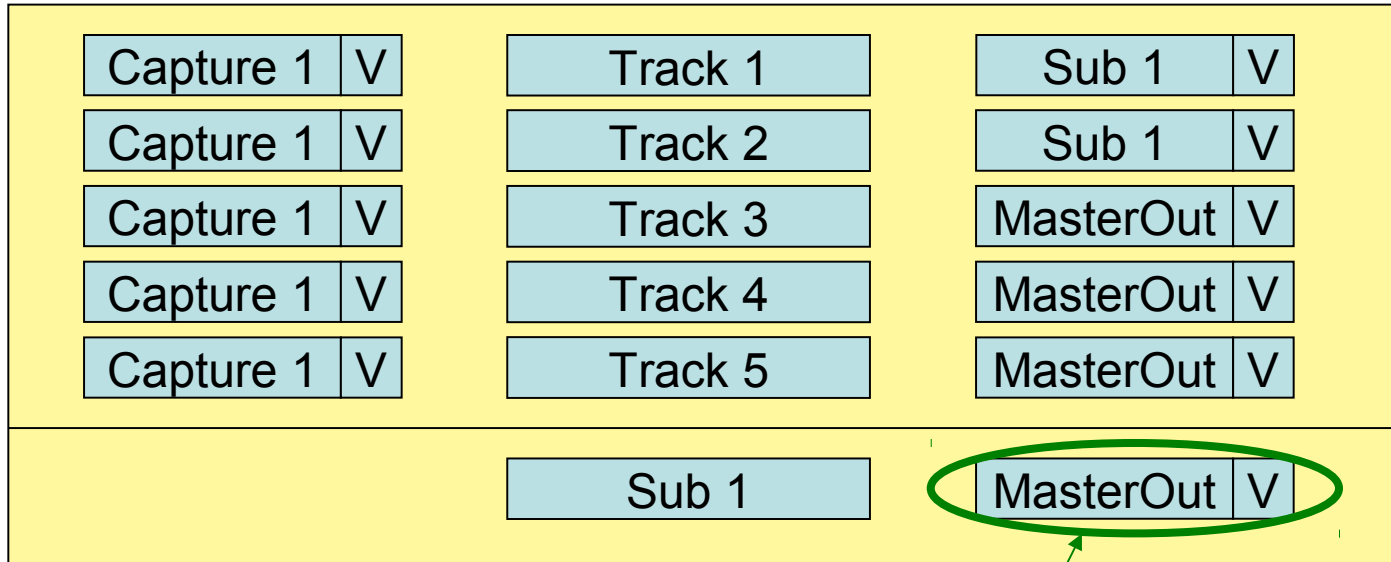 Capture 1 V Track 1 Sub 1 V
Capture 1 V Track 2 Sub 1 V
Capture 1 V Track 3 MasterOut V
Capture 1 V Track 4 MasterOut V
Capture 1 V Track 5 MasterOut V
Sub 1 MasterOut V